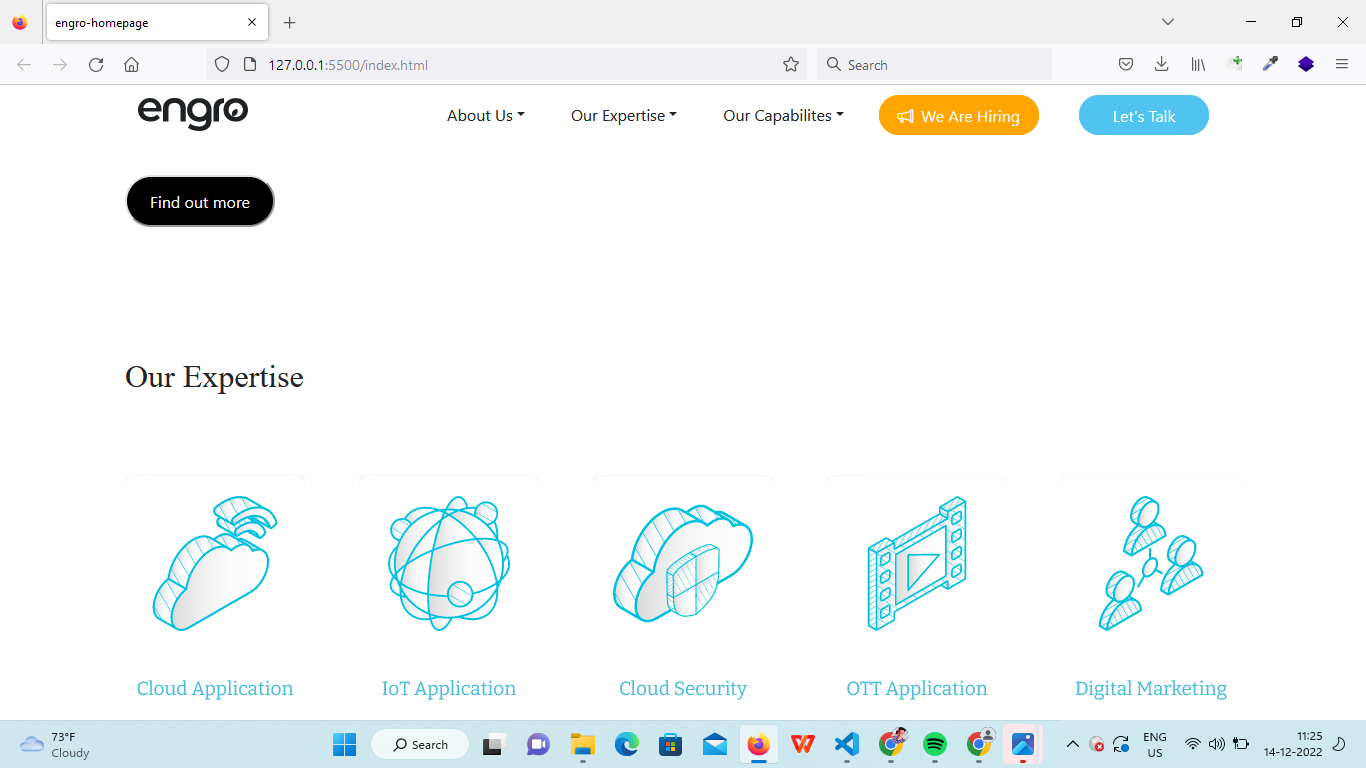 engro-homepage
127.0.0.1:5500/index.html
Search
engro
About Us
Our Expertise
Our Capabilites
We Are Hiring
Let's Talk
Find out more
Our Expertise
Cloud Application
IoT Application
Cloud Security
OTT Application
Digital Marketing
73°F
Cloudy
Search
ENG
US
11:25
14-12-2022